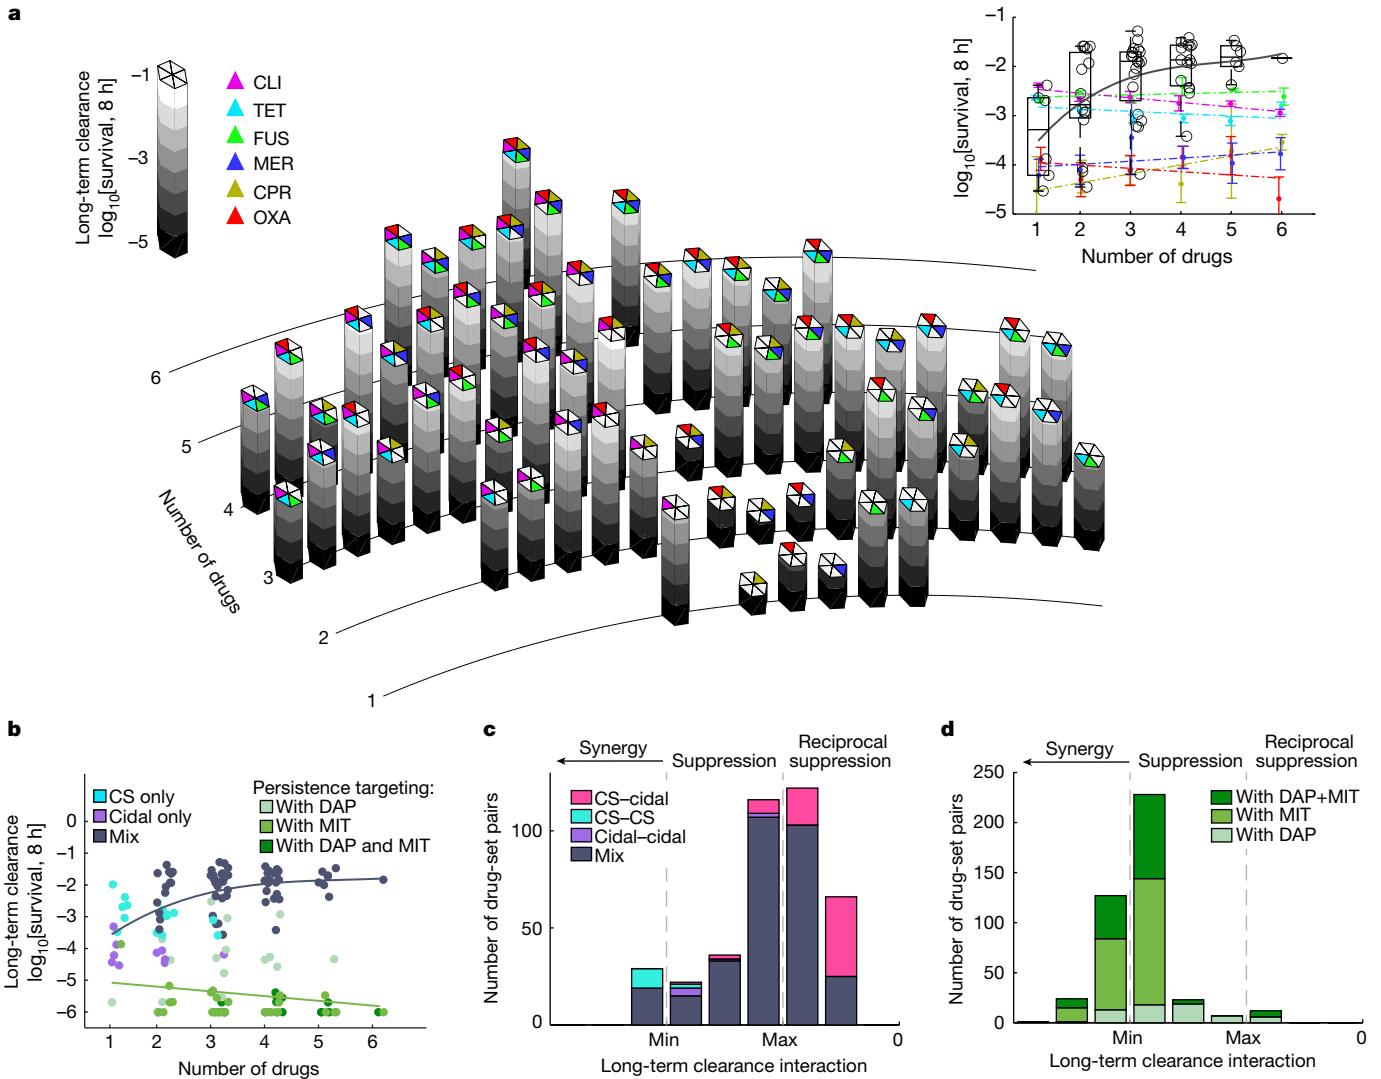 a
Long-term clearance
log10[survival, 8 h]
−1
−3
−5
CLI
TET
FUS
MER
CPR
OXA
6
5
4
3
2
1
Number of drugs
log10[survival, 8 h]
−1
−2
−3
−4
−5
1 2 3 4 5 6
Number of drugs
b
CS only
Cidal only
Mix
Persistence targeting:
With DAP
With MIT
With DAP and MIT
Long-term clearance
log10[survival, 8 h]
0
−1
−2
−3
−4
−5
−6
1 2 3 4 5 6
Number of drugs
c
Synergy
Suppression
Reciprocal
suppression
CS–cidal
CS–CS
Cidal–cidal
Mix
Number of drug-set pairs
100
50
0
Min Max 0
Long-term clearance interaction
d
Synergy
Suppression
Reciprocal
suppression
With DAP+MIT
With MIT
With DAP
Number of drug-set pairs
250
200
150
100
50
0
Min Max 0
Long-term clearance interaction